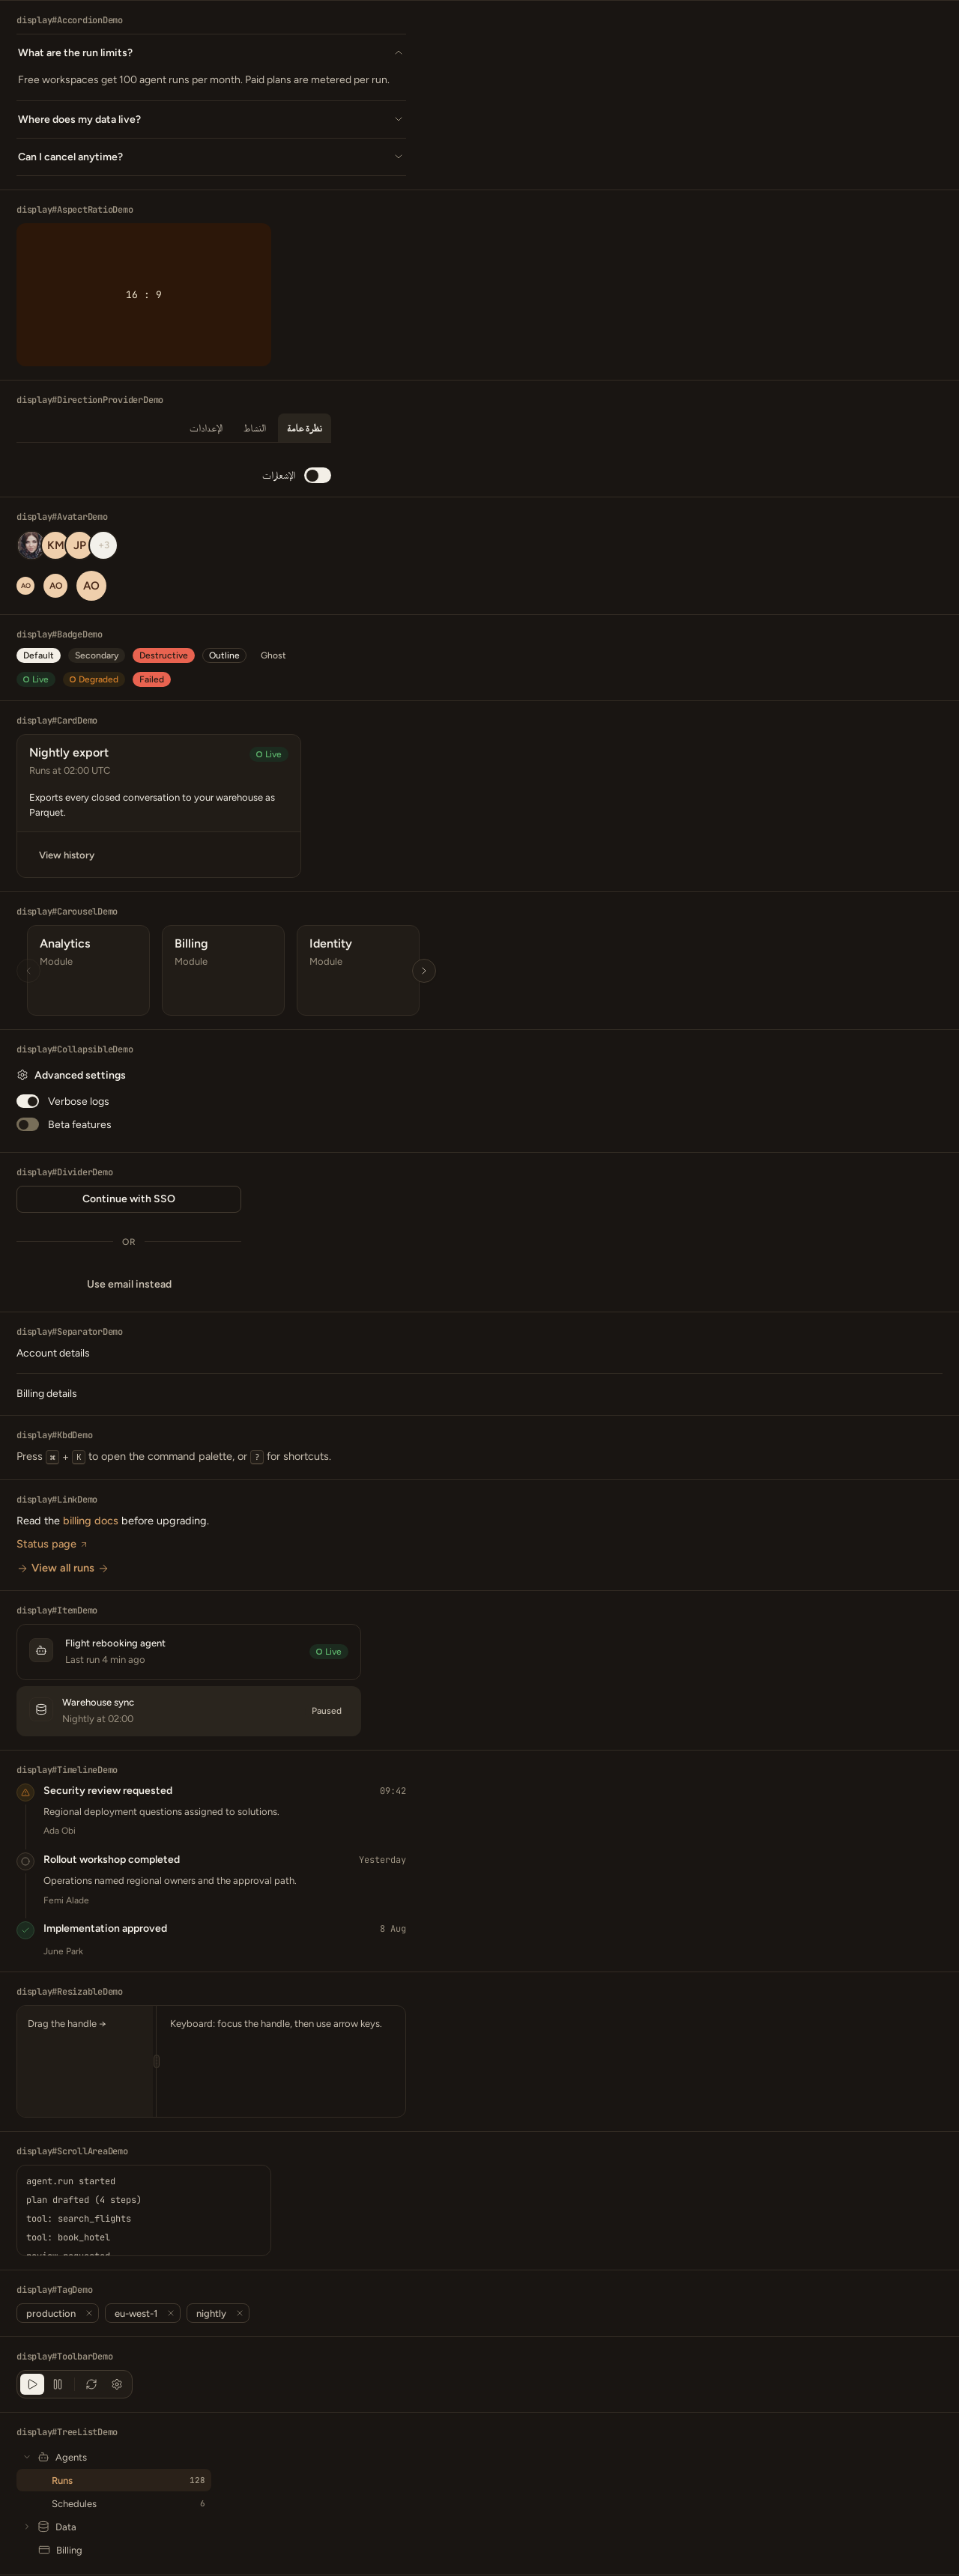 display#AccordionDemo
What are the run limits?
Free workspaces get 100 agent runs per month. Paid plans are metered per run.
Where does my data live?
Can I cancel anytime?
display#AspectRatioDemo
16 : 9
display#DirectionProviderDemo
نظرة عامة النشاط الإعدادات
الإشعارات
display#AvatarDemo
KM JP +3
AO AO AO
display#BadgeDemo
Default Secondary Destructive Outline Ghost
Live Degraded Failed
display#CardDemo
Nightly export Live
Runs at 02:00 UTC
Exports every closed conversation to your warehouse as
Parquet.
View history
display#CarouselDemo
Analytics Billing Identity
Module Module Module
display#CollapsibleDemo
Advanced settings
Verbose logs
Beta features
display#DividerDemo
Continue with SSO
OR
Use email instead
display#SeparatorDemo
Account details
Billing details
display#KbdDemo
Press ⌘ + K to open the command palette, or ? for shortcuts.
display#LinkDemo
Read the billing docs before upgrading.
Status page ↗
→ View all runs →
display#ItemDemo
Flight rebooking agent Live
Last run 4 min ago
Warehouse sync Paused
Nightly at 02:00
display#TimelineDemo
Security review requested 09:42
Regional deployment questions assigned to solutions.
Ada Obi
Rollout workshop completed Yesterday
Operations named regional owners and the approval path.
Femi Alade
Implementation approved 8 Aug
June Park
display#ResizableDemo
Drag the handle → Keyboard: focus the handle, then use arrow keys.
display#ScrollAreaDemo
agent.run started
plan drafted (4 steps)
tool: search_flights
tool: book_hotel
display#TagDemo
production eu-west-1 nightly
display#ToolbarDemo
display#TreeListDemo
Agents
Runs 128
Schedules 6
Data
Billing